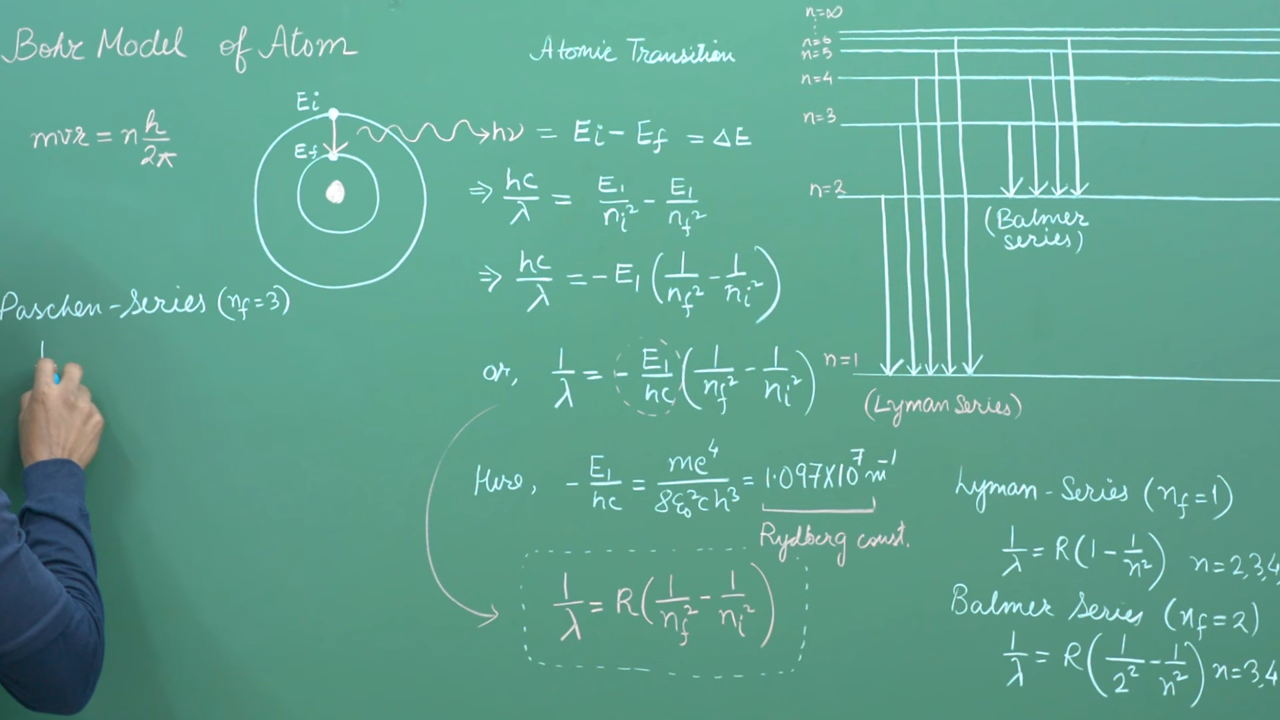 Bohr Model of Atom
mvr = n h/2π
Ei
Ef
Paschen-Series (nf=3)
Atomic Transition
hν = Ei − Ef = ΔE
⇒ hc/λ = E1/ni² − E1/nf²
⇒ hc/λ = −E1 (1/nf² − 1/ni²)
or, 1/λ = −E1/hc (1/nf² − 1/ni²)
Here, −E1/hc = me⁴/8ε0²ch³ = 1.097X10⁷ m⁻¹
Rydberg const.
1/λ = R(1/nf² − 1/ni²)
n=∞
n=6
n=5
n=4
n=3
n=2
(Balmer
series)
n=1
(Lyman Series)
Lyman-Series (nf=1)
1/λ = R(1 − 1/n²) n=2,3,4
Balmer Series (nf=2)
1/λ = R(1/2² − 1/n²) n=3,4